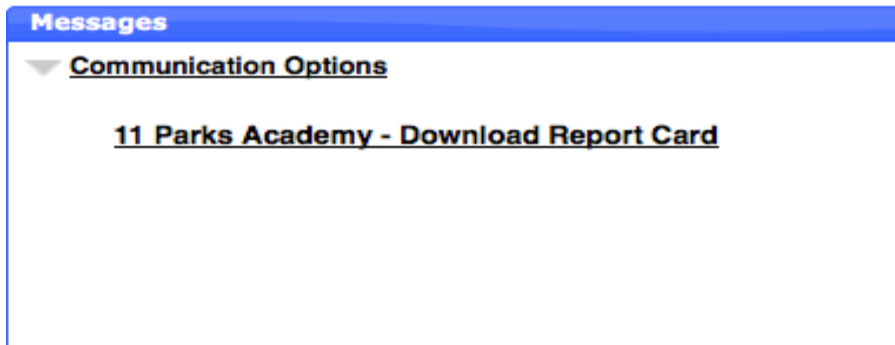 Messages
Communication Options
11 Parks Academy - Download Report Card